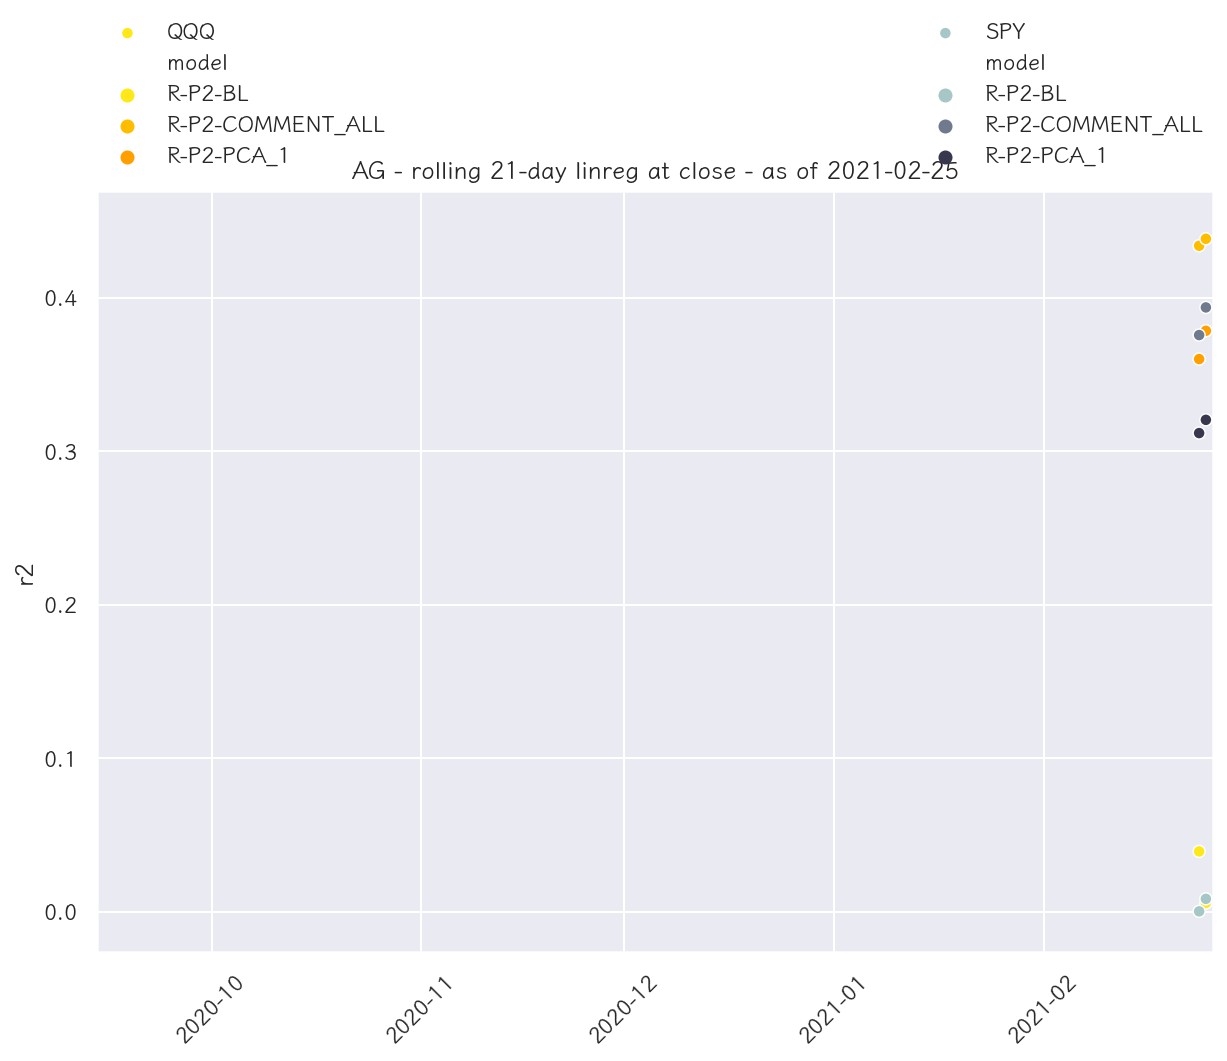 QQQ
model
R-P2-BL
R-P2-COMMENT_ALL
R-P2-PCA_1
SPY
model
R-P2-BL
R-P2-COMMENT_ALL
R-P2-PCA_1
AG - rolling 21-day linreg at close - as of 2021-02-25
r2
0.4
0.3
0.2
0.1
0.0
2020-10
2020-11
2020-12
2021-01
2021-02